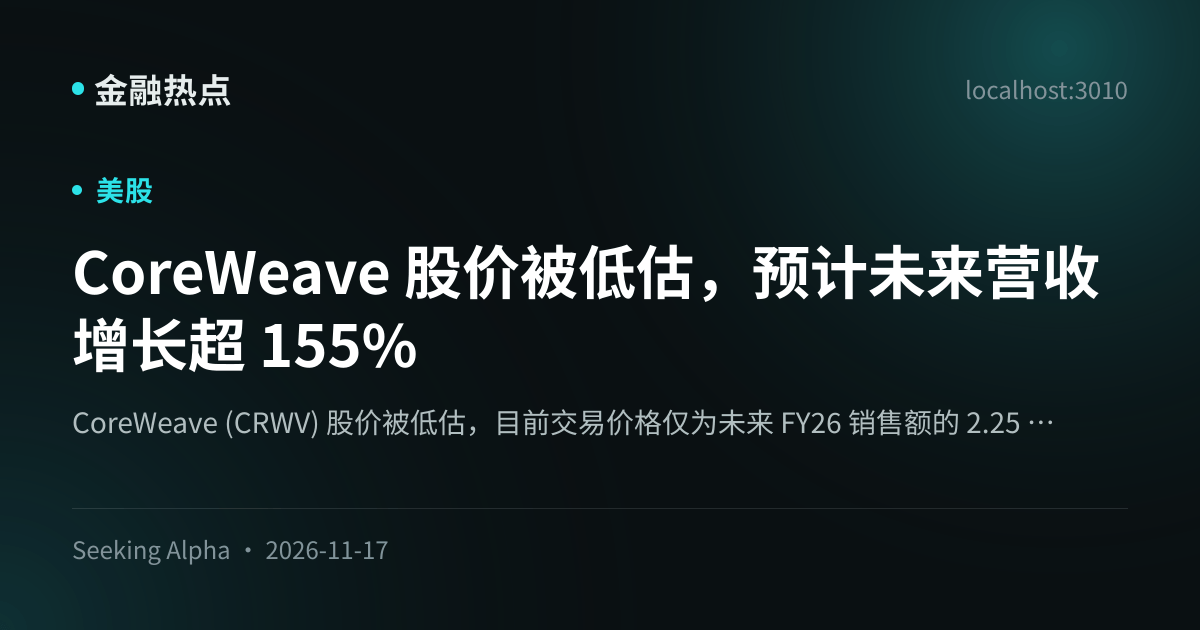 金融热点
localhost:3010
美股
CoreWeave 股价被低估，预计未来营收
增长超 155%
CoreWeave (CRWV) 股价被低估，目前交易价格仅为未来 FY26 销售额的 2.25 …
Seeking Alpha · 2026-11-17